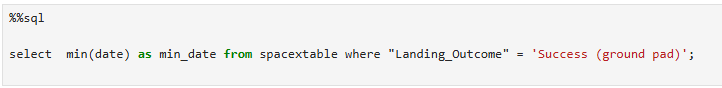 %%sql
select  min(date) as min_date from spacextable where "Landing_Outcome" = 'Success (ground pad)';